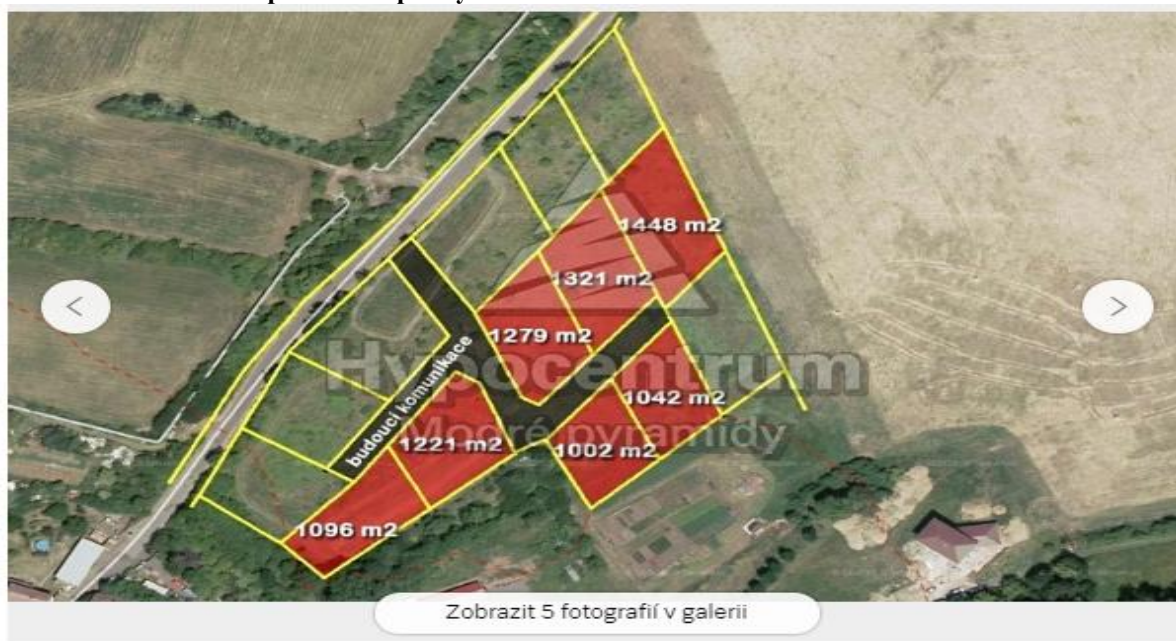 1448 m2
1321 m2
1279 m2
Hypocentrum
Modré pyramidy
budoucí komunikace
1042 m2
1221 m2
1002 m2
1096 m2
Zobrazit 5 fotografií v galerii